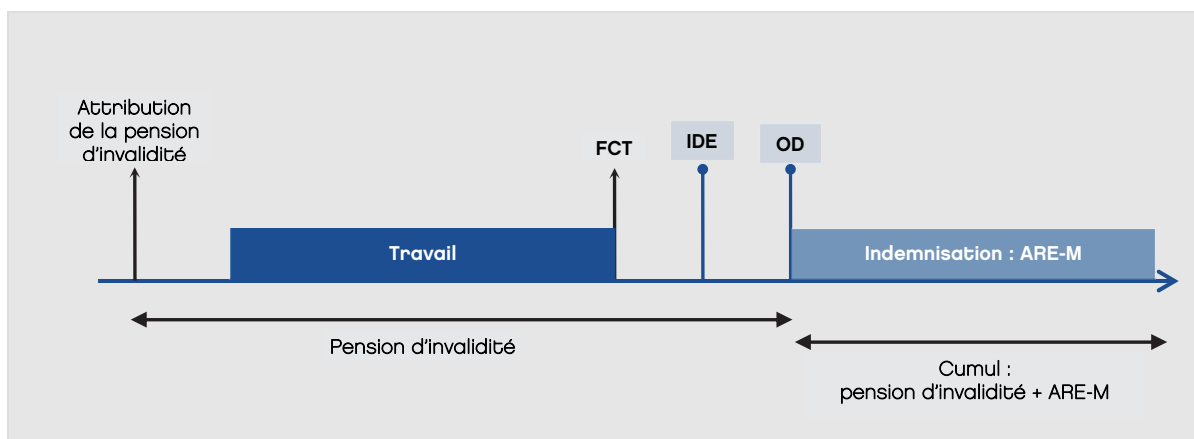 Attribution
de la pension
d'invalidité
FCT
IDE
OD
Travail
Indemnisation : ARE-M
Pension d'invalidité
Cumul :
pension d'invalidité + ARE-M